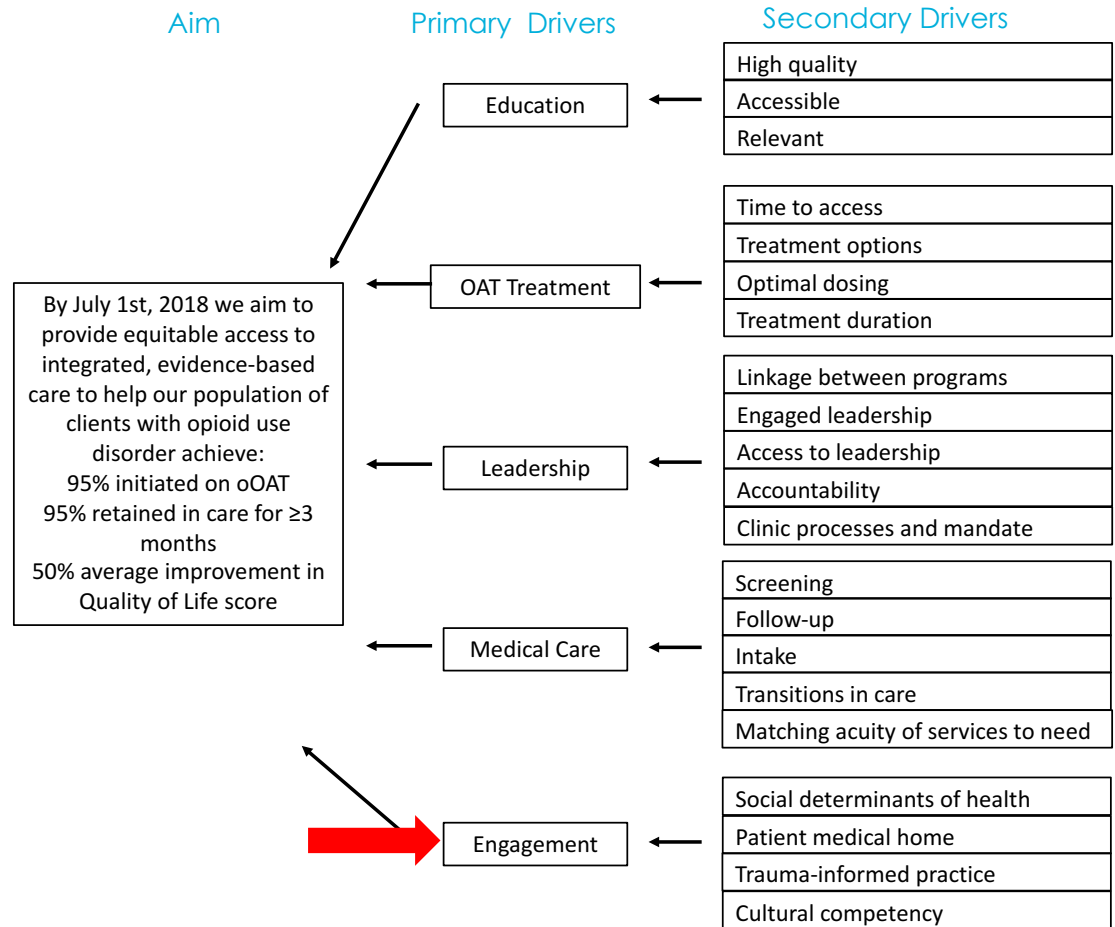 Aim
Primary Drivers
Secondary Drivers
By July 1st, 2018 we aim to
provide equitable access to
integrated, evidence-based
care to help our population of
clients with opioid use
disorder achieve:
95% initiated on oOAT
95% retained in care for ≥3
months
50% average improvement in
Quality of Life score
Education
High quality
Accessible
Relevant
OAT Treatment
Time to access
Treatment options
Optimal dosing
Treatment duration
Leadership
Linkage between programs
Engaged leadership
Access to leadership
Accountability
Clinic processes and mandate
Medical Care
Screening
Follow-up
Intake
Transitions in care
Matching acuity of services to need
Engagement
Social determinants of health
Patient medical home
Trauma-informed practice
Cultural competency